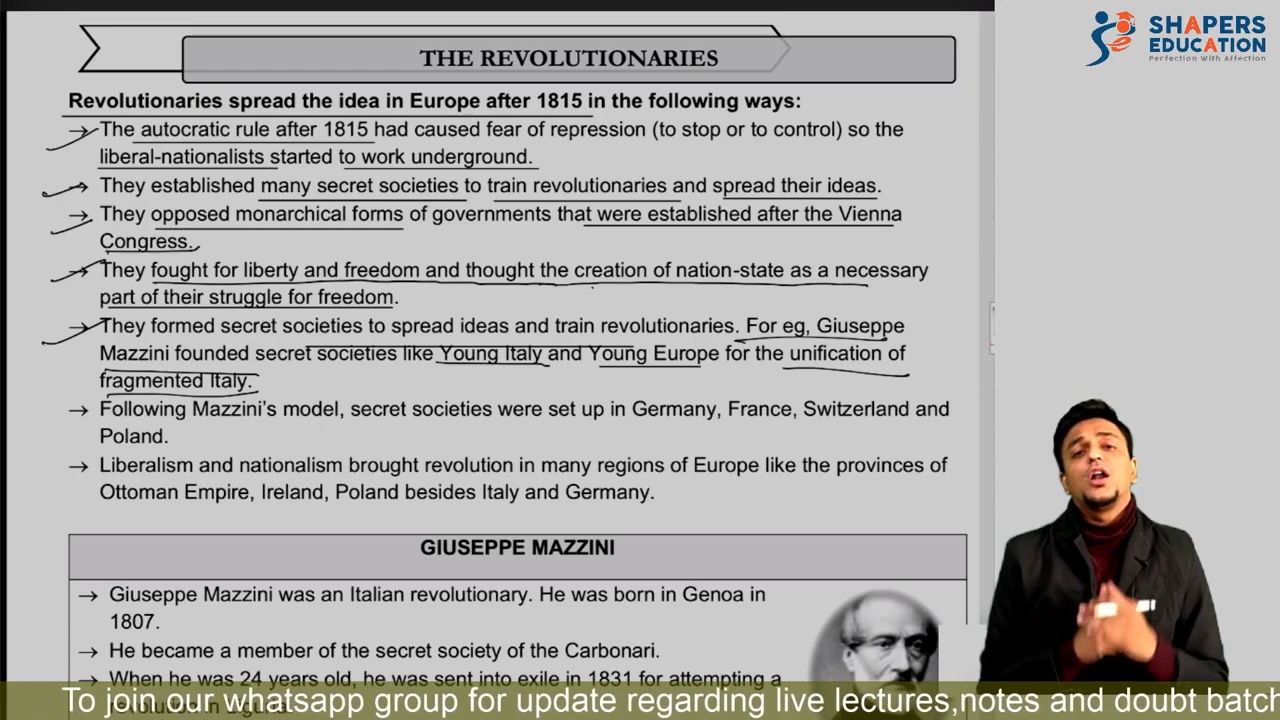 SHAPERS
EDUCATION
Perfection With Affection
THE REVOLUTIONARIES
Revolutionaries spread the idea in Europe after 1815 in the following ways:
→ The autocratic rule after 1815 had caused fear of repression (to stop or to control) so the
liberal-nationalists started to work underground.
→ They established many secret societies to train revolutionaries and spread their ideas.
→ They opposed monarchical forms of governments that were established after the Vienna
Congress.
→ They fought for liberty and freedom and thought the creation of nation-state as a necessary
part of their struggle for freedom.
→ They formed secret societies to spread ideas and train revolutionaries. For eg, Giuseppe
Mazzini founded secret societies like Young Italy and Young Europe for the unification of
fragmented Italy.
→ Following Mazzini's model, secret societies were set up in Germany, France, Switzerland and
Poland.
→ Liberalism and nationalism brought revolution in many regions of Europe like the provinces of
Ottoman Empire, Ireland, Poland besides Italy and Germany.
GIUSEPPE MAZZINI
→ Giuseppe Mazzini was an Italian revolutionary. He was born in Genoa in
1807.
→ He became a member of the secret society of the Carbonari.
→ When he was 24 years old, he was sent into exile in 1831 for attempting a
To join our whatsapp group for update regarding live lectures,notes and doubt batch